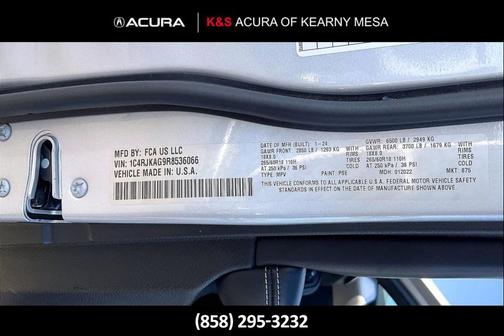 ACURA K&S ACURA OF KEARNY MESA
MFD BY: FCA US LLC
VIN: 1C4RJKAG9R8536066
VEHICLE MADE IN: U.S.A.
DATE OF MFR (BUILT): 1-24 GVWR: 6500 LB / 2949 KG
GAWR FRONT: 2850 LB / 1293 KG WITH GAWR REAR: 3700 LB / 1679 KG WITH
18X8.0 RIMS 18X8.0 RIMS
265/60R18 110H TIRES 265/60R18 110H TIRES
AT 250 kPa / 36 PSI COLD AT 250 kPa / 36 PSI COLD
TYPE: MPV PAINT: PSE MDH: 012022 MKT: 875
THIS VEHICLE CONFORMS TO ALL APPLICABLE U.S.A. FEDERAL MOTOR VEHICLE SAFETY
STANDARDS IN EFFECT ON THE DATE OF MANUFACTURE SHOWN ABOVE.
(858) 295-3232